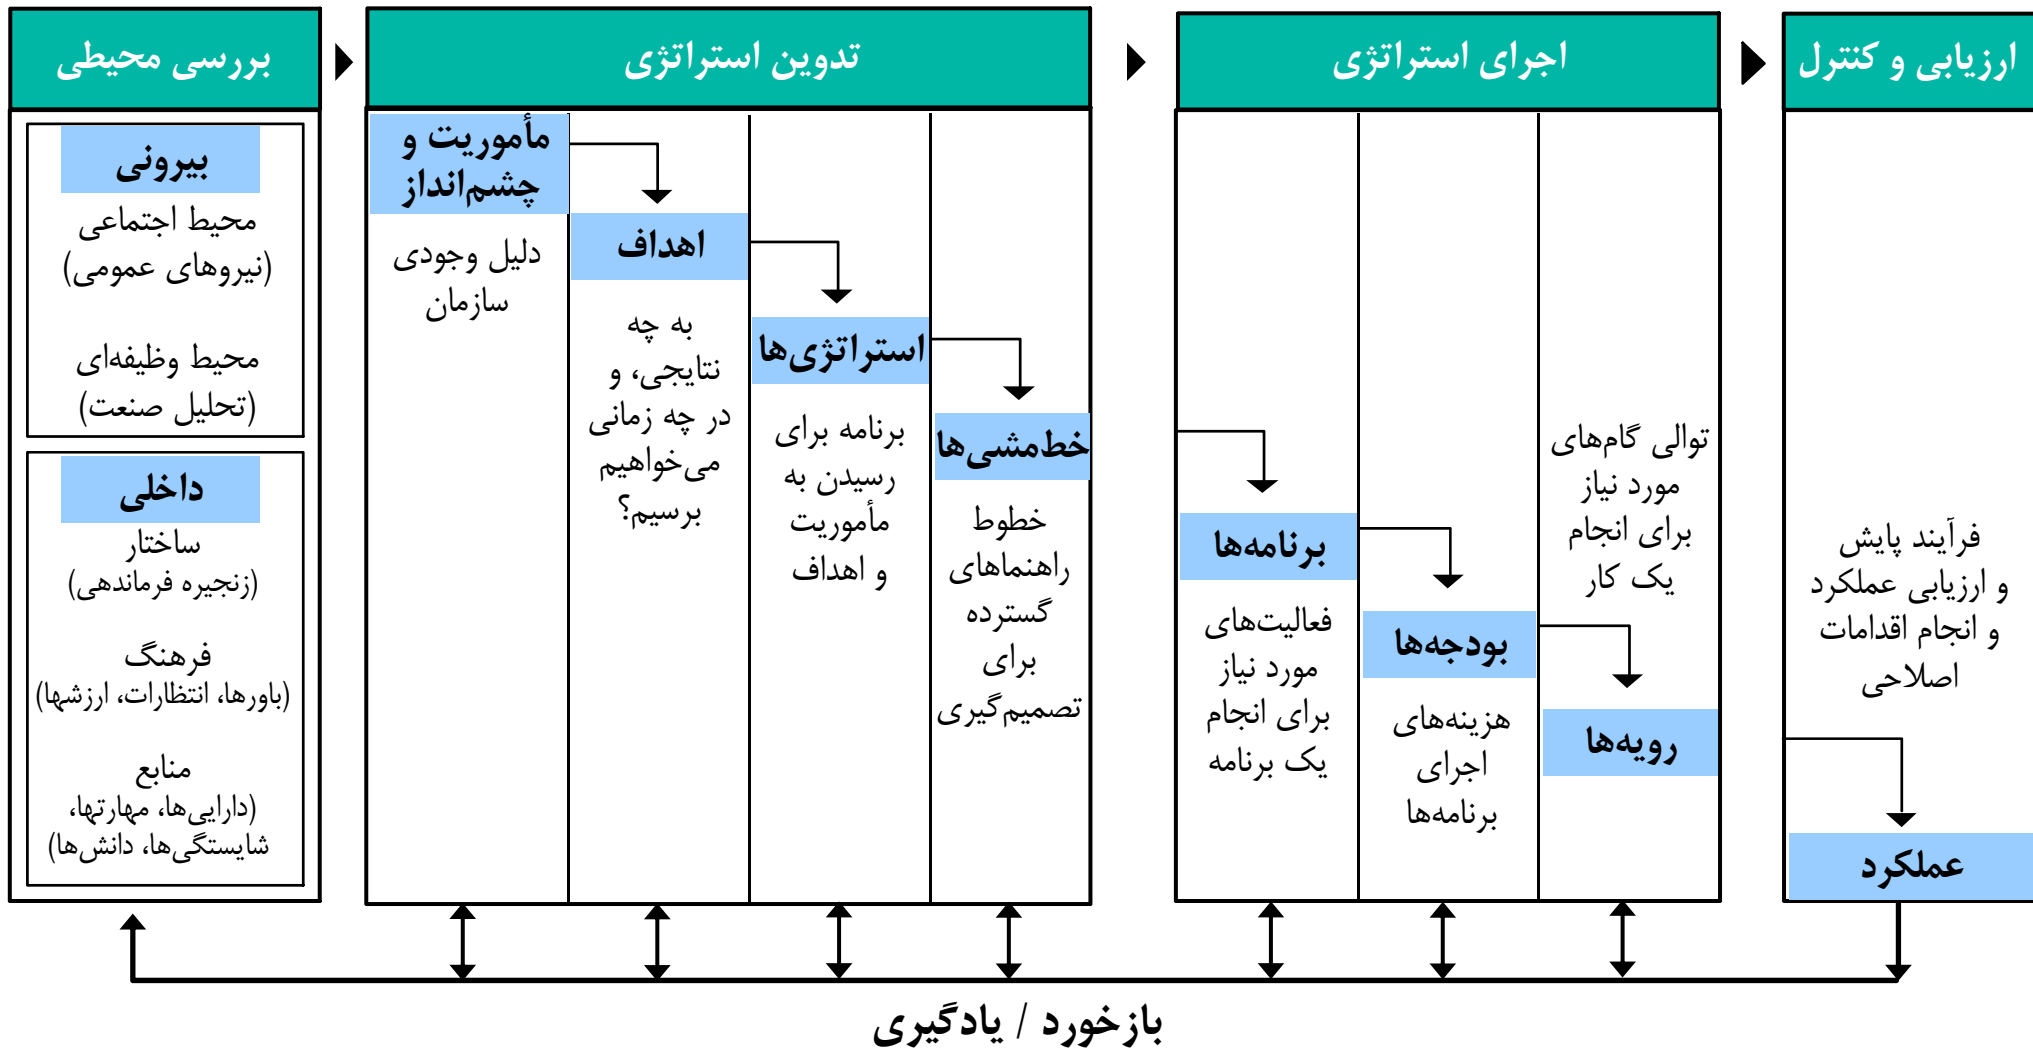 بررسی محیطی
بیرونی
محیط اجتماعی
(نیروهای عمومی)
محیط وظیفه‌ای
(تحلیل صنعت)
داخلی
ساختار
(زنجیره فرماندهی)
فرهنگ
(باورها، انتظارات، ارزشها)
منابع
(دارایی‌ها، مهارتها،
شایستگی‌ها، دانش‌ها)
تدوین استراتژی
مأموریت و
چشم‌انداز
دلیل وجودی
سازمان
اهداف
به چه
نتایجی، و
در چه زمانی
می‌خواهیم
برسیم؟
استراتژی‌ها
برنامه برای
رسیدن به
مأموریت
و اهداف
خط‌مشی‌ها
خطوط
راهنماهای
گسترده
برای
تصمیم‌گیری
اجرای استراتژی
برنامه‌ها
فعالیت‌های
مورد نیاز
برای انجام
یک برنامه
بودجه‌ها
هزینه‌های
اجرای
برنامه‌ها
توالی گام‌های
مورد نیاز
برای انجام
یک کار
رویه‌ها
ارزیابی و کنترل
فرآیند پایش
و ارزیابی عملکرد
و انجام اقدامات
اصلاحی
عملکرد
بازخورد / یادگیری